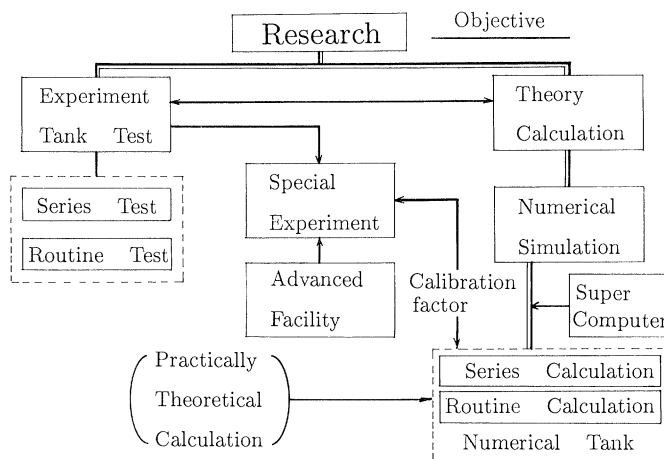 Research
Objective
Experiment
Tank Test
Theory
Calculation
Series Test
Routine Test
Special
Experiment
Numerical
Simulation
Advanced
Facility
Calibration
factor
Super
Computer
Practically
Theoretical
Calculation
Series Calculation
Routine Calculation
Numerical Tank